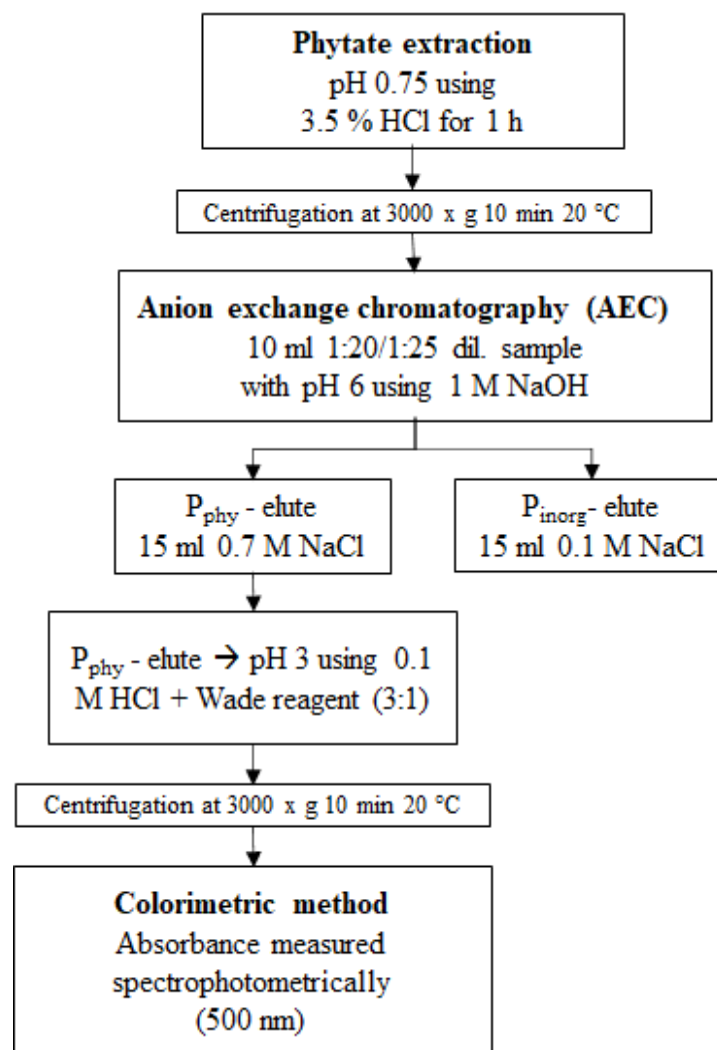 Phytate extraction
pH 0.75 using
3.5 % HCl for 1 h
Centrifugation at 3000 x g 10 min 20 °C
Anion exchange chromatography (AEC)
10 ml 1:20/1:25 dil. sample
with pH 6 using 1 M NaOH
Pphy - elute
15 ml 0.7 M NaCl
Pinorg- elute
15 ml 0.1 M NaCl
Pphy - elute → pH 3 using 0.1
M HCl + Wade reagent (3:1)
Centrifugation at 3000 x g 10 min 20 °C
Colorimetric method
Absorbance measured
spectrophotometrically
(500 nm)